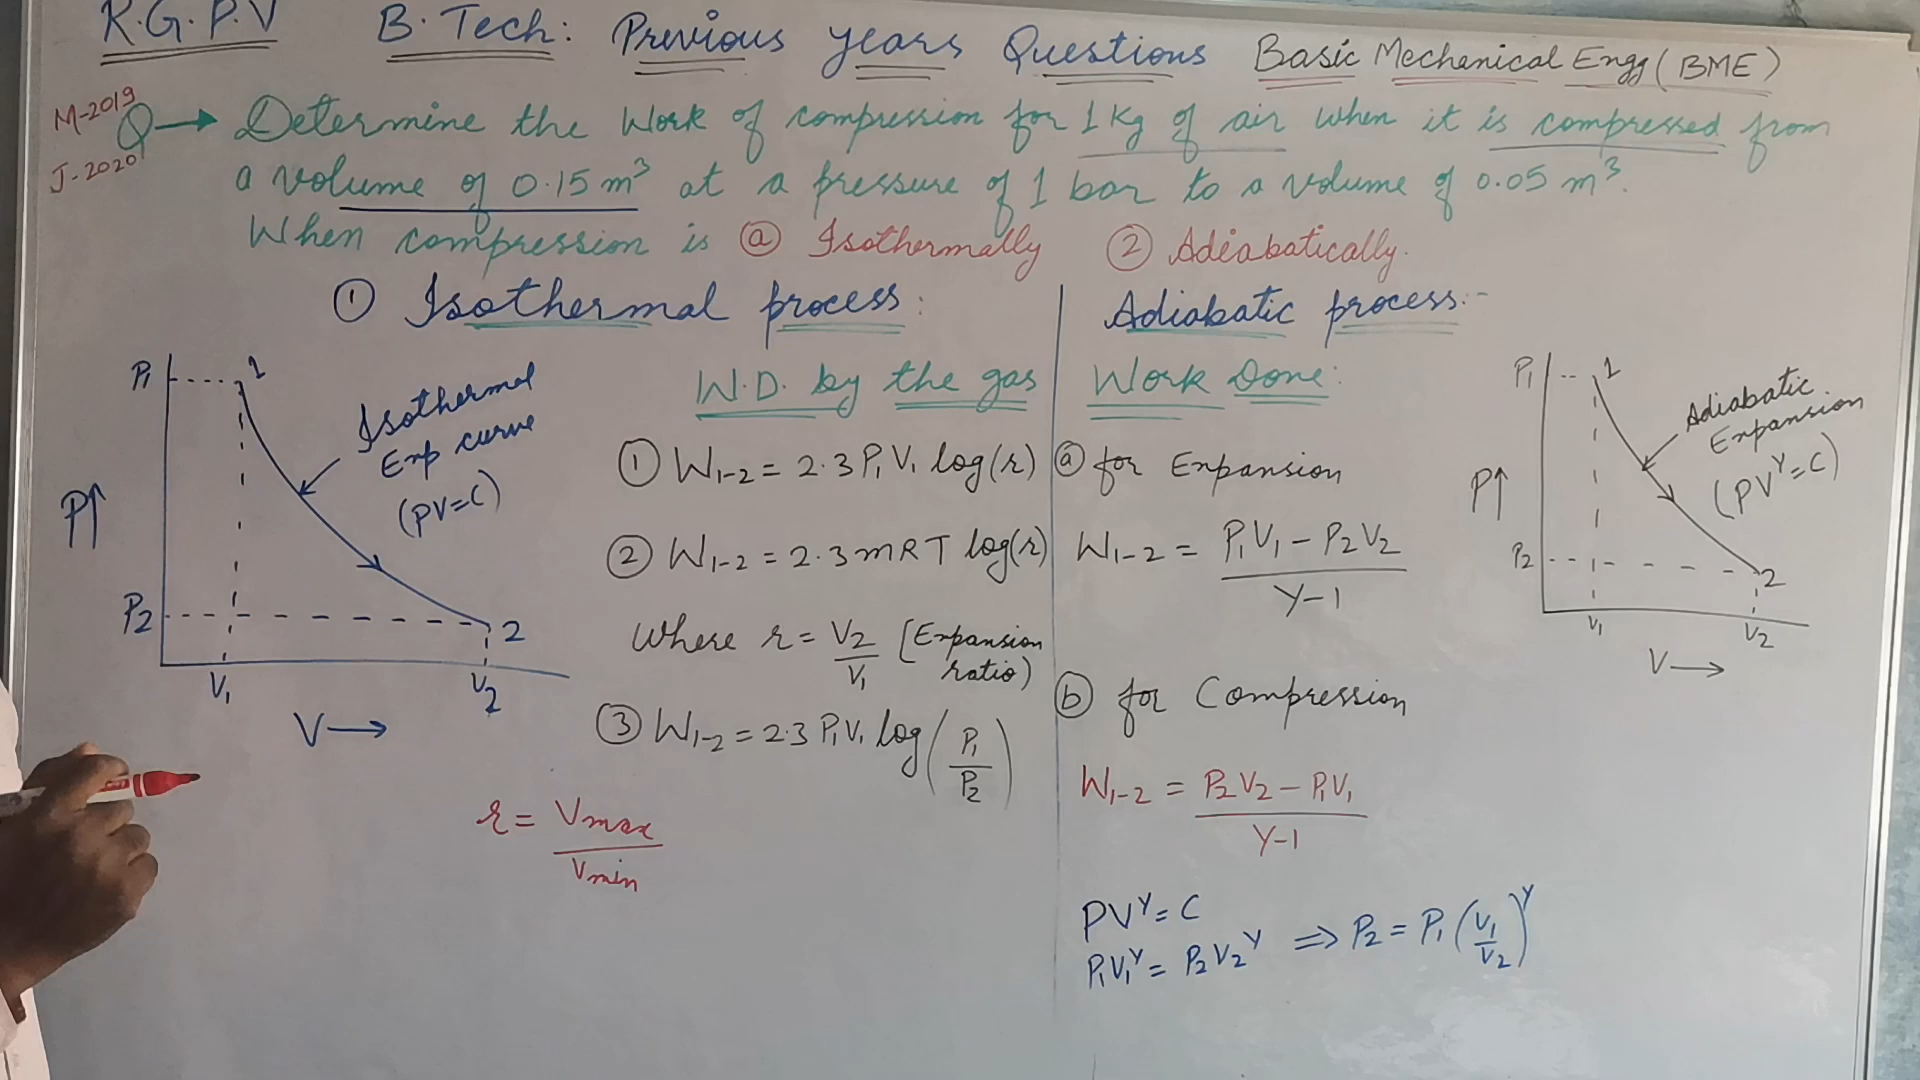 R.G.P.V B.Tech: Previous years Questions Basic Mechanical Engg (BME)
M-2019
J-2020
Q → Determine the Work of compression for 1 Kg of air when it is compressed from
a volume of 0.15 m³ at a pressure of 1 bar to a volume of 0.05 m³.
When compression is ⓐ Isothermally ② Adiabatically.
① Isothermal process:
P₁
1
Isothermal
Exp curve
(PV=C)
P↑
P₂
2
V₁
V₂
V→
W.D. by the gas
① W₁₋₂ = 2.3 P₁V₁ log(r)
② W₁₋₂ = 2.3 mRT log(r)
Where r = V₂/V₁ [Expansion
ratio)
③ W₁₋₂ = 2.3 P₁V₁ log(P₁/P₂)
r = Vmax/Vmin
Adiabatic process:-
Work Done:
ⓐ for Expansion
W₁₋₂ = P₁V₁ - P₂V₂/γ-1
ⓑ for Compression
W₁₋₂ = P₂V₂ - P₁V₁/γ-1
PV^γ = C
P₁V₁^γ = P₂V₂^γ ⇒ P₂ = P₁(V₁/V₂)^γ
P₁
1
Adiabatic
Expansion
(PV^γ=C)
P↑
P₂
2
V₁
V₂
V→